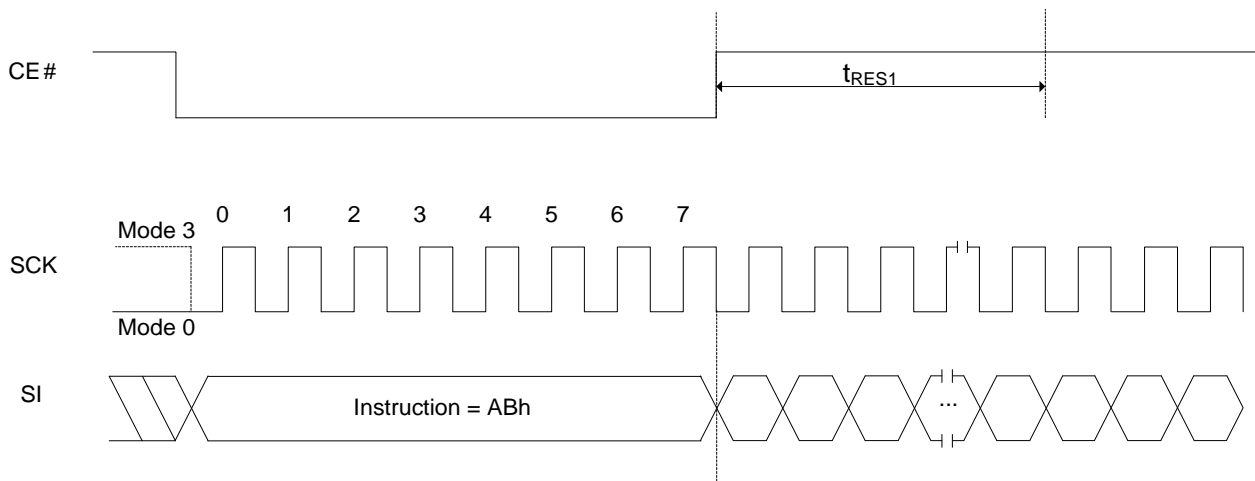 CE#
tRES1
0 1 2 3 4 5 6 7
Mode 3
SCK
Mode 0
SI
Instruction = ABh
...